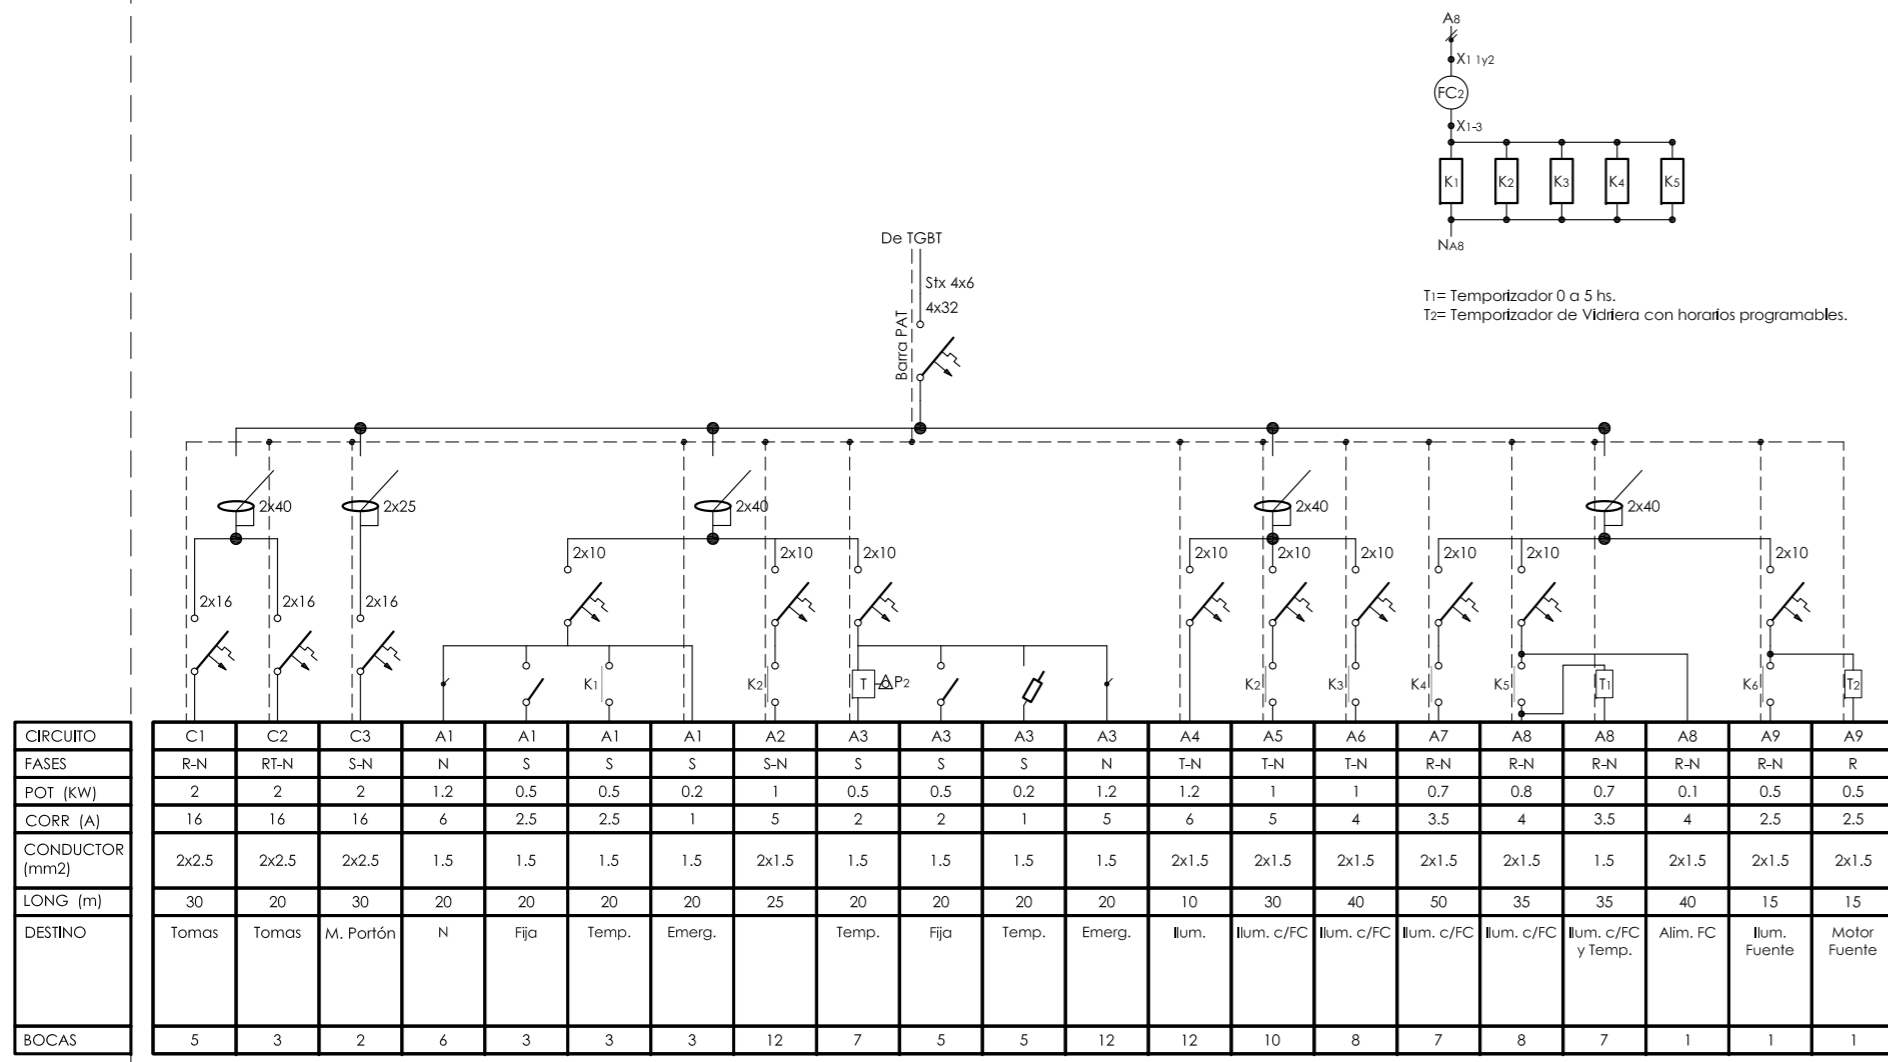 A8
X1 1y2
FC2
X1-3
K1 K2 K3 K4 K5
NA8
De TGBT
Stx 4x6
4x32
Barra PAT
T1= Temporizador 0 a 5 hs.
T2= Temporizador de Vidriera con horarios programables.
2x40 2x25 2x40 2x40 2x40
2x10 2x10 2x10 2x10 2x10 2x10 2x10 2x10 2x10
2x16 2x16 2x16
K1 K2 T P2 K2 K3 K4 K5 T1 K6 T2
CIRCUITO C1 C2 C3 A1 A1 A1 A1 A2 A3 A3 A3 A3 A4 A5 A6 A7 A8 A8 A8 A9 A9
FASES R-N RT-N S-N N S S S S-N S S S N T-N T-N T-N R-N R-N R-N R-N R-N R
POT (KW) 2 2 2 1.2 0.5 0.5 0.2 1 0.5 0.5 0.2 1.2 1.2 1 1 0.7 0.8 0.7 0.1 0.5 0.5
CORR (A) 16 16 16 6 2.5 2.5 1 5 2 2 1 5 6 5 4 3.5 4 3.5 4 2.5 2.5
CONDUCTOR
(mm2) 2x2.5 2x2.5 2x2.5 1.5 1.5 1.5 1.5 2x1.5 1.5 1.5 1.5 1.5 2x1.5 2x1.5 2x1.5 2x1.5 2x1.5 1.5 2x1.5 2x1.5 2x1.5
LONG (m) 30 20 30 20 20 20 20 25 20 20 20 20 10 30 40 50 35 35 40 15 15
DESTINO Tomas Tomas M. Portón N Fija Temp. Emerg. Temp. Fija Temp. Emerg. Ilum. Ilum. c/FC Ilum. c/FC Ilum. c/FC Ilum. c/FC Ilum. c/FC Alim. FC Ilum. Motor
y Temp. Fuente Fuente
BOCAS 5 3 2 6 3 3 3 12 7 5 5 12 12 10 8 7 8 7 1 1 1